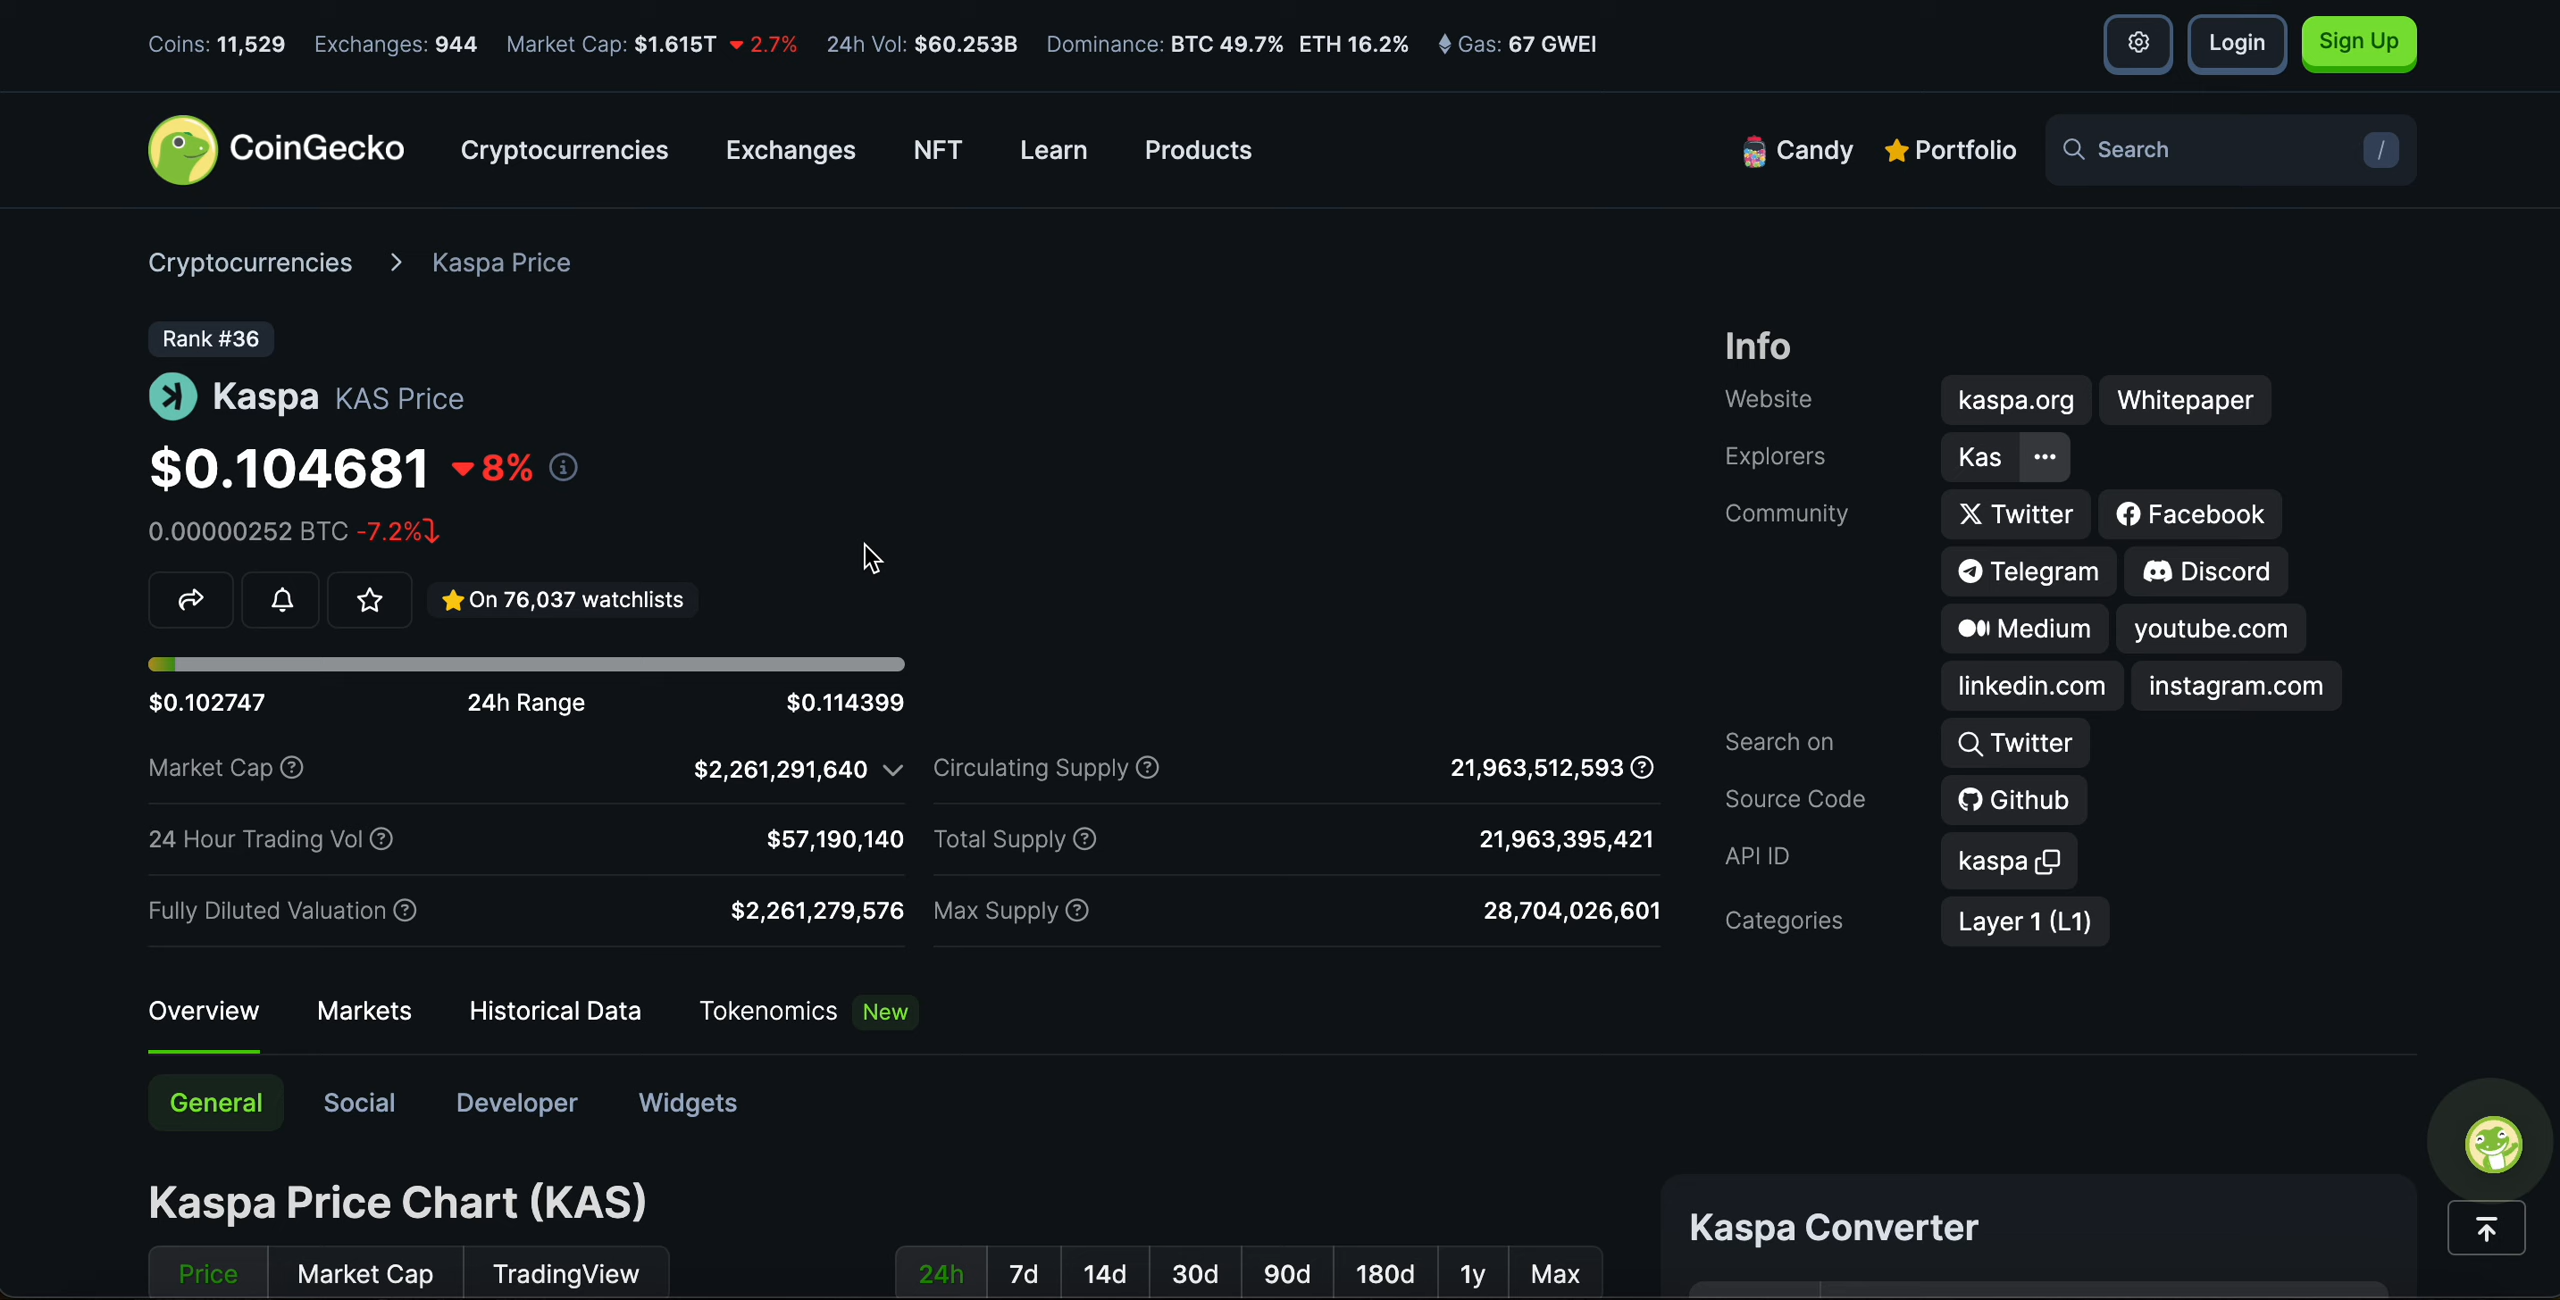 Coins: 11,529 Exchanges: 944 Market Cap: $1.615T 2.7% 24h Vol: $60.253B Dominance: BTC 49.7% ETH 16.2% Gas: 67 GWEI
Login Sign Up
CoinGecko Cryptocurrencies Exchanges NFT Learn Products Candy Portfolio Search /
Cryptocurrencies > Kaspa Price
Rank #36
Kaspa KAS Price
$0.104681 8%
0.00000252 BTC -7.2%
On 76,037 watchlists
$0.102747 24h Range $0.114399
Market Cap $2,261,291,640
24 Hour Trading Vol $57,190,140
Fully Diluted Valuation $2,261,279,576
Circulating Supply 21,963,512,593
Total Supply 21,963,395,421
Max Supply 28,704,026,601
Info
Website kaspa.org Whitepaper
Explorers Kas ...
Community X Twitter Facebook
Telegram Discord
Medium youtube.com
linkedin.com instagram.com
Search on Twitter
Source Code Github
API ID kaspa
Categories Layer 1 (L1)
Overview Markets Historical Data Tokenomics New
General Social Developer Widgets
Kaspa Price Chart (KAS)
Price Market Cap TradingView
24h 7d 14d 30d 90d 180d 1y Max
Kaspa Converter